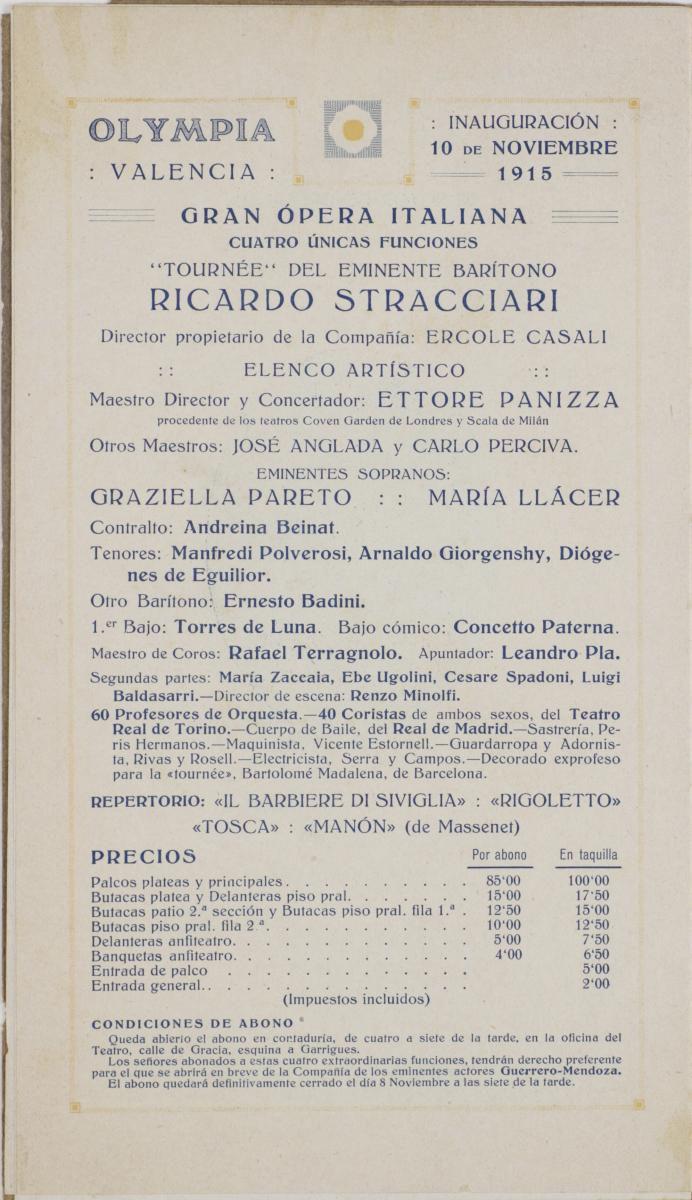 OLYMPIA
: VALENCIA :
: INAUGURACIÓN :
10 DE NOVIEMBRE
1915
GRAN ÓPERA ITALIANA
CUATRO ÚNICAS FUNCIONES
“TOURNÉE“ DEL EMINENTE BARÍTONO
RICARDO STRACCIARI
Director propietario de la Compañía: ERCOLE CASALI
: : ELENCO ARTÍSTICO : :
Maestro Director y Concertador: ETTORE PANIZZA
procedente de los teatros Coven Garden de Londres y Scala de Milán
Otros Maestros: JOSÉ ANGLADA y CARLO PERCIVA.
EMINENTES SOPRANOS:
GRAZIELLA PARETO : : MARÍA LLÁCER
Contralto: Andreina Beinat.
Tenores: Manfredi Polverosi, Arnaldo Giorgenshy, Dióge-
nes de Eguilior.
Otro Barítono: Ernesto Badini.
1.er Bajo: Torres de Luna. Bajo cómico: Concetto Paterna.
Maestro de Coros: Rafael Terragnolo. Apuntador: Leandro Pla.
Segundas partes: María Zaccaia, Ebe Ugolini, Cesare Spadoni, Luigi
Baldasarri.—Director de escena: Renzo Minolfi.
60 Profesores de Orquesta.—40 Coristas de ambos sexos, del Teatro
Real de Torino.—Cuerpo de Baile, del Real de Madrid.—Sastrería, Pe-
ris Hermanos.—Maquinista, Vicente Estornell.—Guardarropa y Adornis-
ta, Rivas y Rosell.—Electricista, Serra y Campos.—Decorado exprofeso
para la «tournée», Bartolomé Madalena, de Barcelona.
REPERTORIO: «IL BARBIERE DI SIVIGLIA» : «RIGOLETTO»
«TOSCA» : «MANÓN» (de Massenet)
PRECIOS Por abono En taquilla
Palcos plateas y principales. . . . . . . . . . 85‘00 100‘00
Butacas platea y Delanteras piso pral. . . . . . . 15‘00 17‘50
Butacas patio 2.ª sección y Butacas piso pral. fila 1.ª . 12‘50 15‘00
Butacas piso pral. fila 2.ª. . . . . . . . . . . 10‘00 12‘50
Delanteras anfiteatro. . . . . . . . . . . . . 5‘00 7‘50
Banquetas anfiteatro. . . . . . . . . . . . . 4‘00 6‘50
Entrada de palco . . . . . . . . . . . . . 5‘00
Entrada general.. . . . . . . . . . . . . . 2‘00
(Impuestos incluidos)
CONDICIONES DE ABONO
Queda abierto el abono en contaduría, de cuatro a siete de la tarde, en la oficina del
Teatro, calle de Gracia, esquina a Garrigues.
Los señores abonados a estas cuatro extraordinarias funciones, tendrán derecho preferente
para el que se abrirá en breve de la Compañía de los eminentes actores Guerrero-Mendoza.
El abono quedará definitivamente cerrado el día 8 Noviembre a las siete de la tarde.